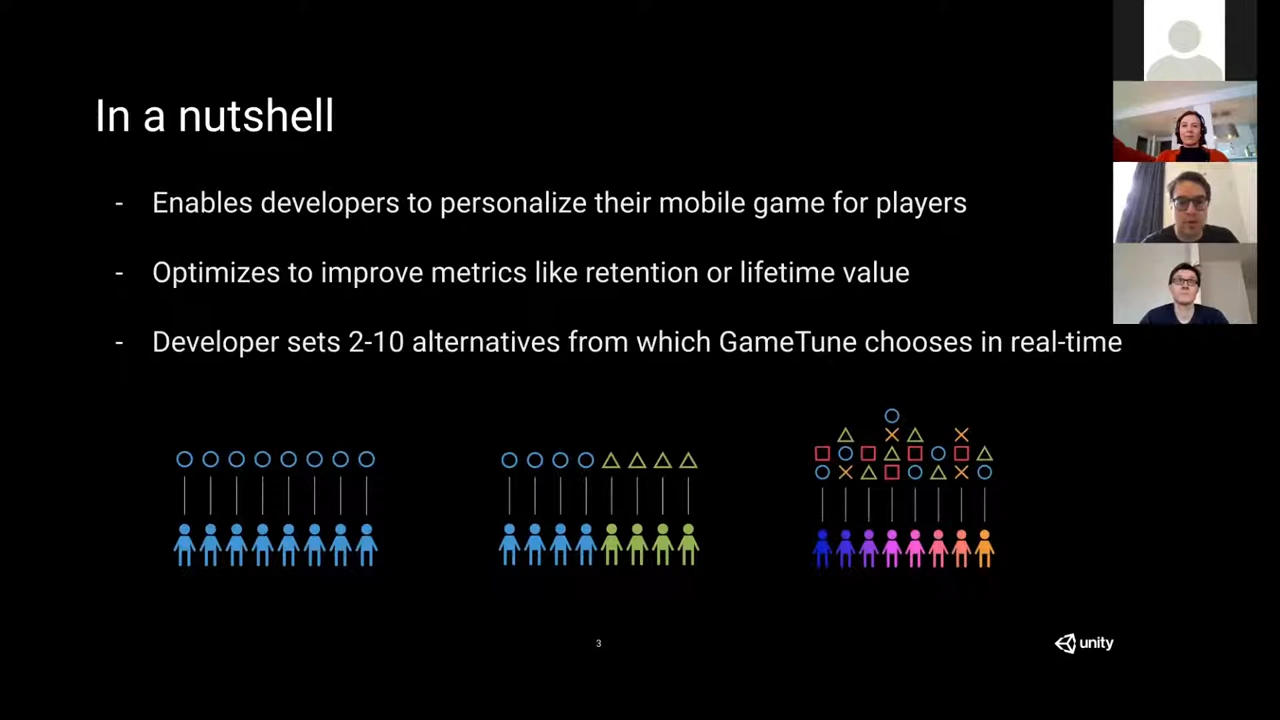 In a nutshell
- Enables developers to personalize their mobile game for players
- Optimizes to improve metrics like retention or lifetime value
- Developer sets 2-10 alternatives from which GameTune chooses in real-time
3
unity